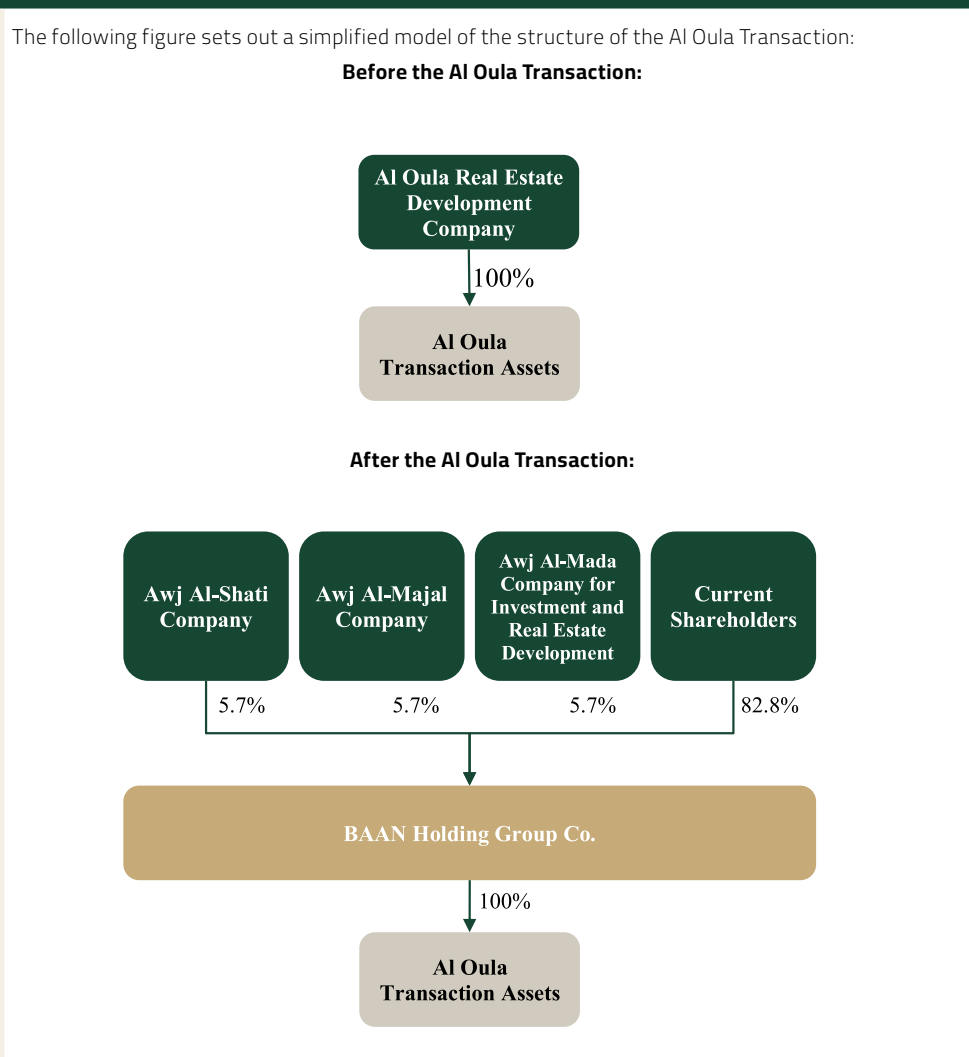 The following figure sets out a simplified model of the structure of the Al Oula Transaction:
Before the Al Oula Transaction:
Al Oula Real Estate
Development
Company
100%
Al Oula
Transaction Assets
After the Al Oula Transaction:
Awj Al-Shati
Company
Awj Al-Majal
Company
Awj Al-Mada
Company for
Investment and
Real Estate
Development
Current
Shareholders
5.7%
5.7%
5.7%
82.8%
BAAN Holding Group Co.
100%
Al Oula
Transaction Assets